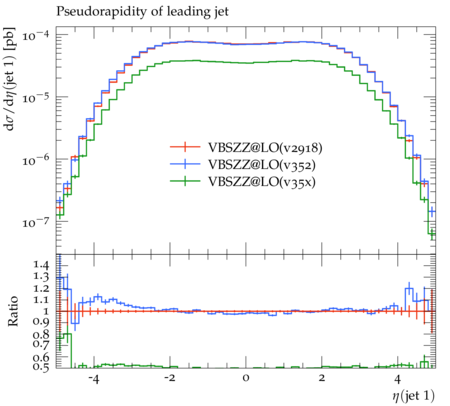 Pseudorapidity of leading jet
dσ/dη(jet 1) [pb]
10⁻⁴
10⁻⁵
10⁻⁶
10⁻⁷
VBSZZ@LO(v2918)
VBSZZ@LO(v352)
VBSZZ@LO(v35x)
Ratio
1.4
1.3
1.2
1.1
1
0.9
0.8
0.7
0.6
0.5
-4 -2 0 2 4
η(jet 1)